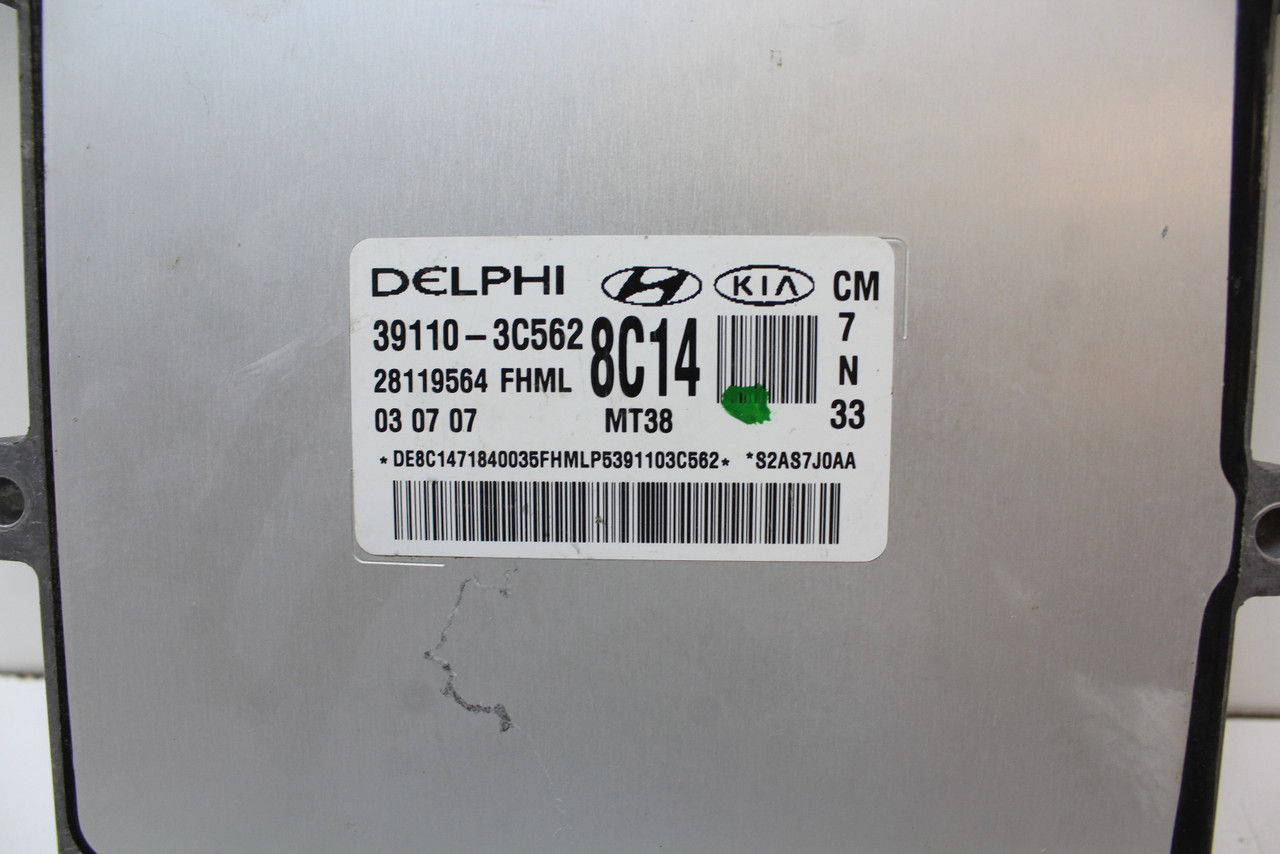 DELPHI KIA CM
39110-3C562 8C14 7
28119564 FHML N
03 07 07 MT38 33
*DE8C1471840035FHMLP5391103C562* *S2AS7J0AA